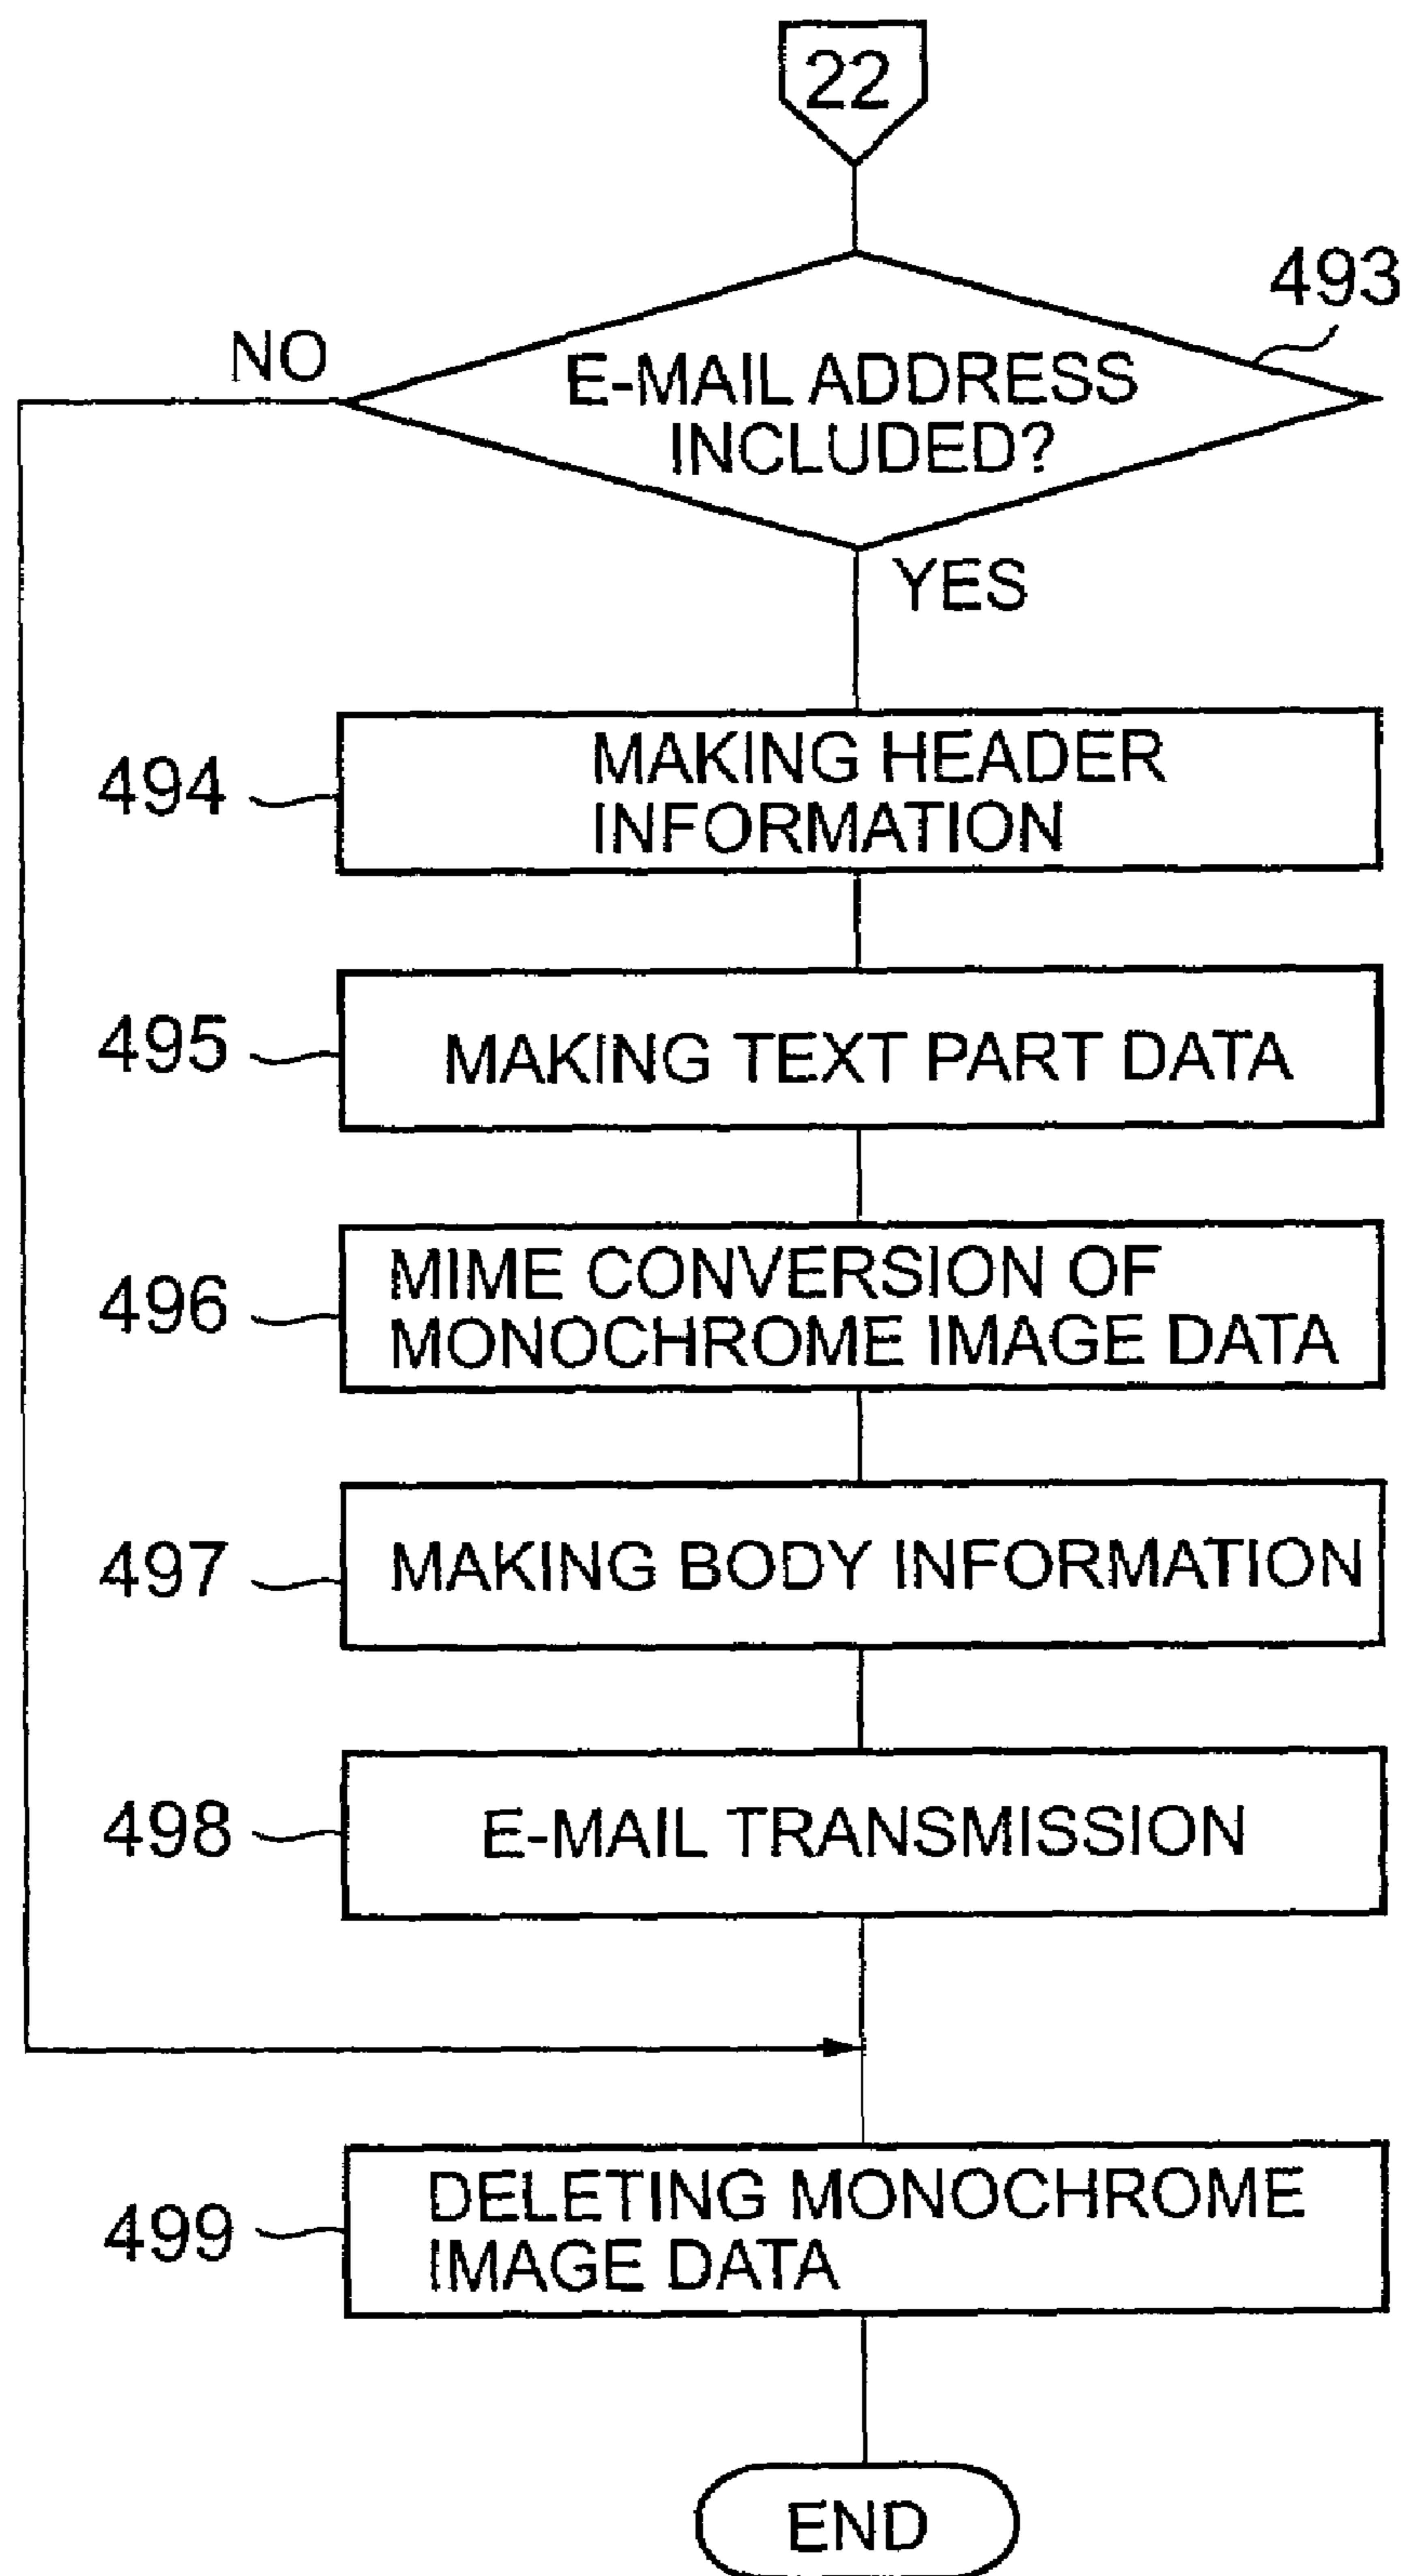 22
493
NO
E-MAIL ADDRESS
INCLUDED?
YES
494
MAKING HEADER
INFORMATION
495
MAKING TEXT PART DATA
496
MIME CONVERSION OF
MONOCHROME IMAGE DATA
497
MAKING BODY INFORMATION
498
E-MAIL TRANSMISSION
499
DELETING MONOCHROME
IMAGE DATA
END